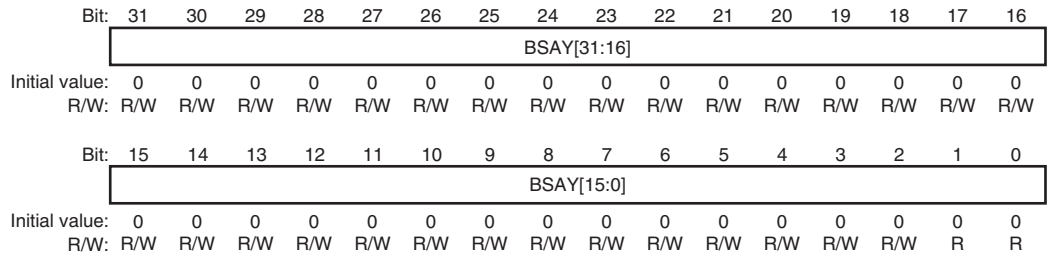 Bit: 31 30 29 28 27 26 25 24 23 22 21 20 19 18 17 16
BSAY[31:16]
Initial value: 0 0 0 0 0 0 0 0 0 0 0 0 0 0 0 0
R/W: R/W R/W R/W R/W R/W R/W R/W R/W R/W R/W R/W R/W R/W R/W R/W R/W
Bit: 15 14 13 12 11 10 9 8 7 6 5 4 3 2 1 0
BSAY[15:0]
Initial value: 0 0 0 0 0 0 0 0 0 0 0 0 0 0 0 0
R/W: R/W R/W R/W R/W R/W R/W R/W R/W R/W R/W R/W R/W R/W R/W R R